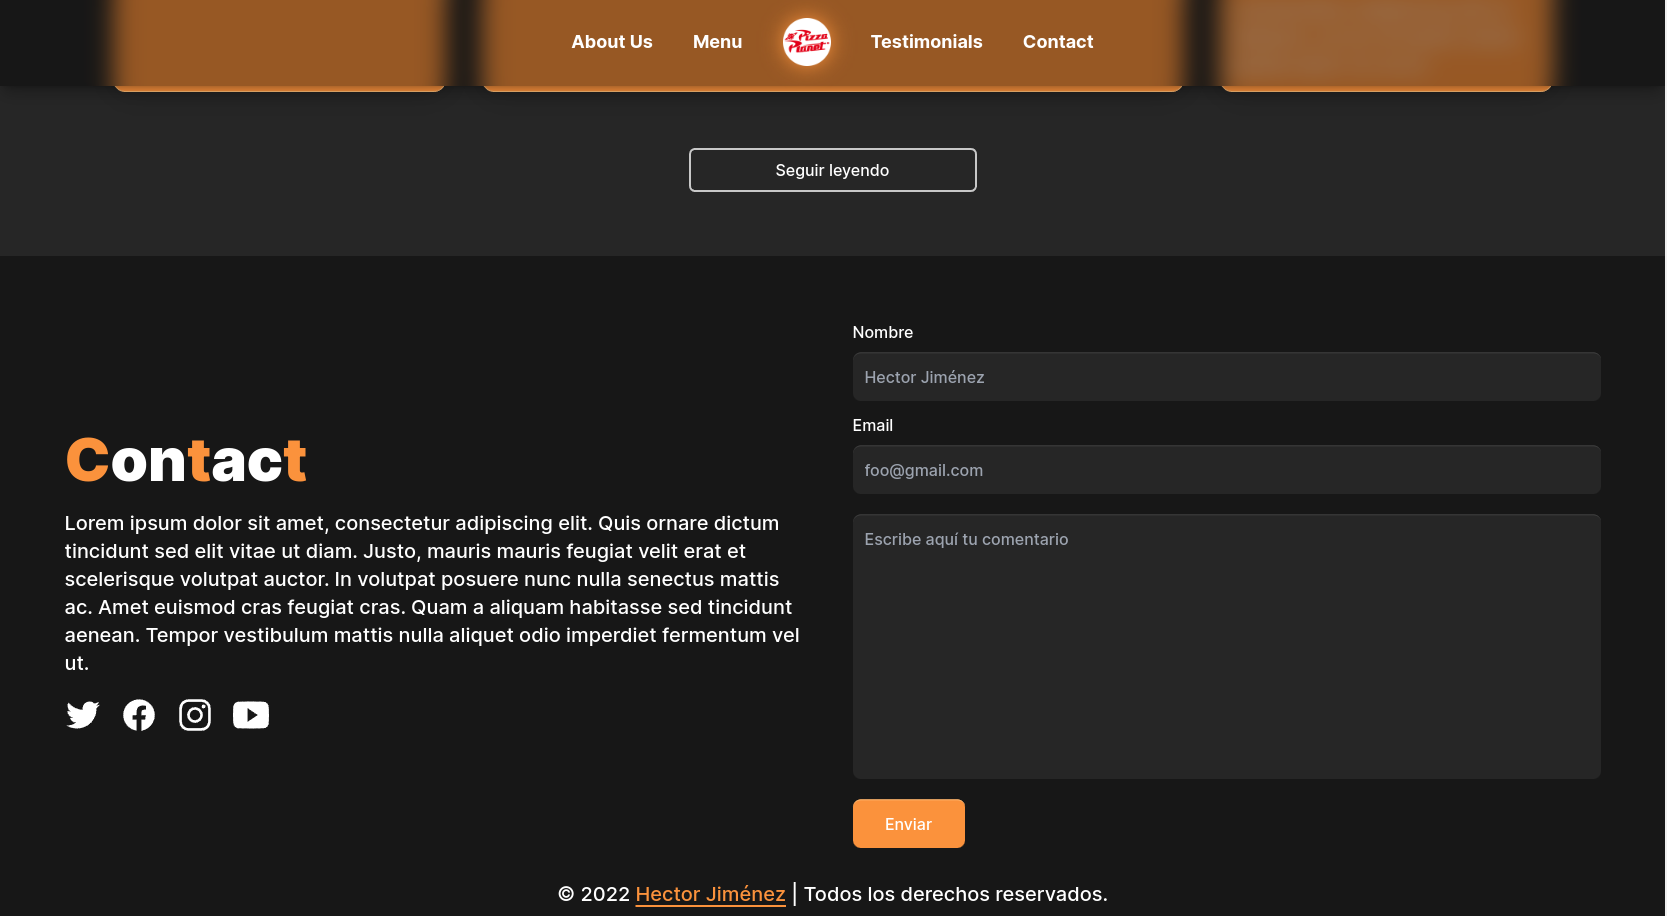 About Us
Menu
Pizza
Planet
Testimonials
Contact
Seguir leyendo
Contact
Lorem ipsum dolor sit amet, consectetur adipiscing elit. Quis ornare dictum
tincidunt sed elit vitae ut diam. Justo, mauris mauris feugiat velit erat et
scelerisque volutpat auctor. In volutpat posuere nunc nulla senectus mattis
ac. Amet euismod cras feugiat cras. Quam a aliquam habitasse sed tincidunt
aenean. Tempor vestibulum mattis nulla aliquet odio imperdiet fermentum vel
ut.
Nombre
Hector Jiménez
Email
foo@gmail.com
Escribe aquí tu comentario
Enviar
© 2022 Hector Jiménez | Todos los derechos reservados.